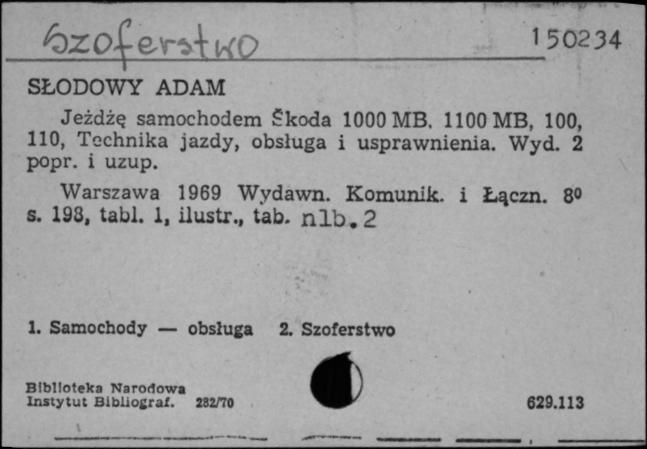 Szoferstwo
150234
SŁODOWY ADAM
Jeżdżę samochodem Škoda 1000 MB. 1100 MB, 100,
110, Technika jazdy, obsługa i usprawnienia. Wyd. 2
popr. i uzup.
Warszawa 1969 Wydawn. Komunik. i Łączn. 8⁰
s. 198, tabl. 1, ilustr., tab. nlb. 2
1. Samochody — obsługa 2. Szoferstwo
Biblioteka Narodowa
Instytut Bibliograf. 282/70
629.113